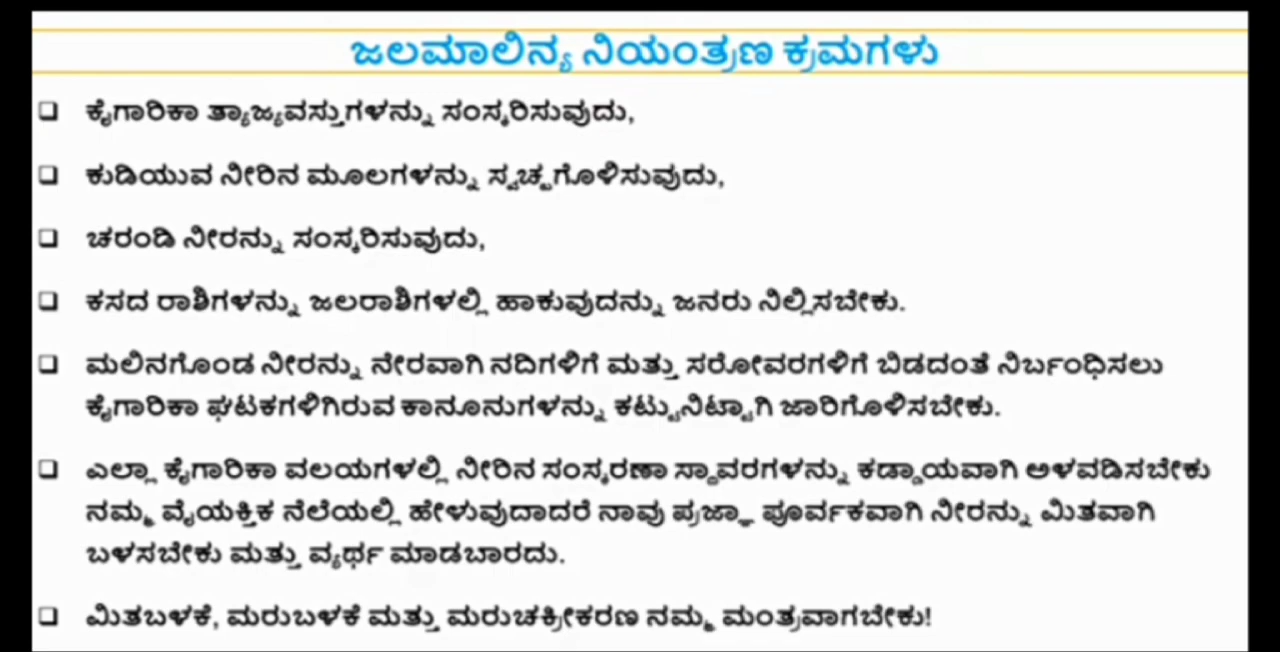 ಜಲಮಾಲಿನ್ಯ ನಿಯಂತ್ರಣ ಕ್ರಮಗಳು
ಕೈಗಾರಿಕಾ ತ್ಯಾಜ್ಯವಸ್ತುಗಳನ್ನು ಸಂಸ್ಕರಿಸುವುದು,
ಕುಡಿಯುವ ನೀರಿನ ಮೂಲಗಳನ್ನು ಸ್ವಚ್ಚಗೊಳಿಸುವುದು,
ಚರಂಡಿ ನೀರನ್ನು ಸಂಸ್ಕರಿಸುವುದು,
ಕಸದ ರಾಶಿಗಳನ್ನು ಜಲರಾಶಿಗಳಲ್ಲಿ ಹಾಕುವುದನ್ನು ಜನರು ನಿಲ್ಲಿಸಬೇಕು.
ಮಲಿನಗೊಂಡ ನೀರನ್ನು ನೇರವಾಗಿ ನದಿಗಳಿಗೆ ಮತ್ತು ಸರೋವರಗಳಿಗೆ ಬಿಡದಂತೆ ನಿರ್ಬಂಧಿಸಲು
ಕೈಗಾರಿಕಾ ಘಟಕಗಳಿಗಿರುವ ಕಾನೂನುಗಳನ್ನು ಕಟ್ಟುನಿಟ್ಟಾಗಿ ಜಾರಿಗೊಳಿಸಬೇಕು.
ಎಲ್ಲಾ ಕೈಗಾರಿಕಾ ವಲಯಗಳಲ್ಲಿ ನೀರಿನ ಸಂಸ್ಕರಣಾ ಸ್ಥಾವರಗಳನ್ನು ಕಡ್ಡಾಯವಾಗಿ ಅಳವಡಿಸಬೇಕು
ನಮ್ಮ ವೈಯಕ್ತಿಕ ನೆಲೆಯಲ್ಲಿ ಹೇಳುವುದಾದರೆ ನಾವು ಪ್ರಜ್ಞಾ ಪೂರ್ವಕವಾಗಿ ನೀರನ್ನು ಮಿತವಾಗಿ
ಬಳಸಬೇಕು ಮತ್ತು ವ್ಯರ್ಥ ಮಾಡಬಾರದು.
ಮಿತಬಳಕೆ, ಮರುಬಳಕೆ ಮತ್ತು ಮರುಚಕ್ರೀಕರಣ ನಮ್ಮ ಮಂತ್ರವಾಗಬೇಕು!